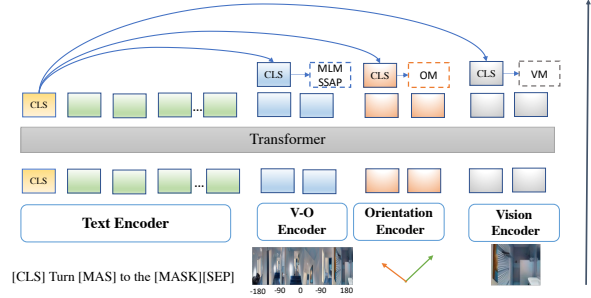 CLS
MLM
SSAP
CLS
OM
CLS
VM
CLS
...
Transformer
CLS
...
Text Encoder
V-O
Encoder
Orientation
Encoder
Vision
Encoder
[CLS] Turn [MAS] to the [MASK][SEP]
-180 -90 0 -90 180